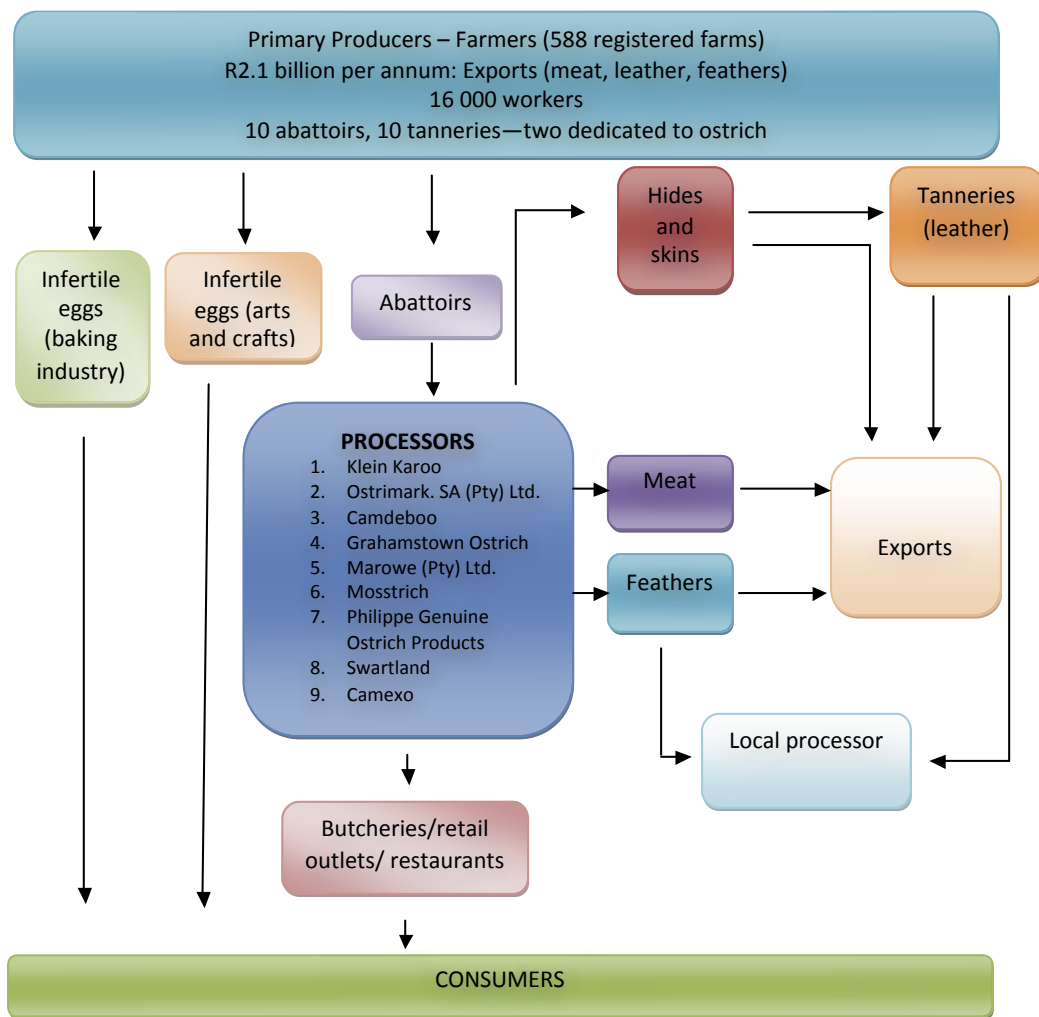 Primary Producers – Farmers (588 registered farms)
R2.1 billion per annum: Exports (meat, leather, feathers)
16 000 workers
10 abattoirs, 10 tanneries—two dedicated to ostrich
Hides
and
skins
Tanneries
(leather)
Infertile
eggs
(baking
industry)
Infertile
eggs (arts
and crafts)
Abattoirs
PROCESSORS
1. Klein Karoo
2. Ostrimark. SA (Pty) Ltd.
3. Camdeboo
4. Grahamstown Ostrich
5. Marowe (Pty) Ltd.
6. Mosstrich
7. Philippe Genuine
Ostrich Products
8. Swartland
9. Camexo
Meat
Feathers
Exports
Local processor
Butcheries/retail
outlets/ restaurants
CONSUMERS